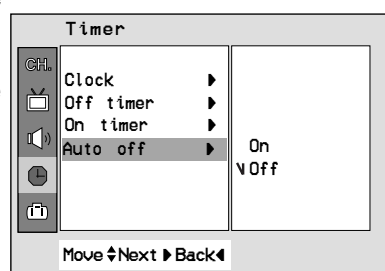 Timer
CH.
Clock
Off timer
On timer
Auto off
On
√Off
Move Next Back